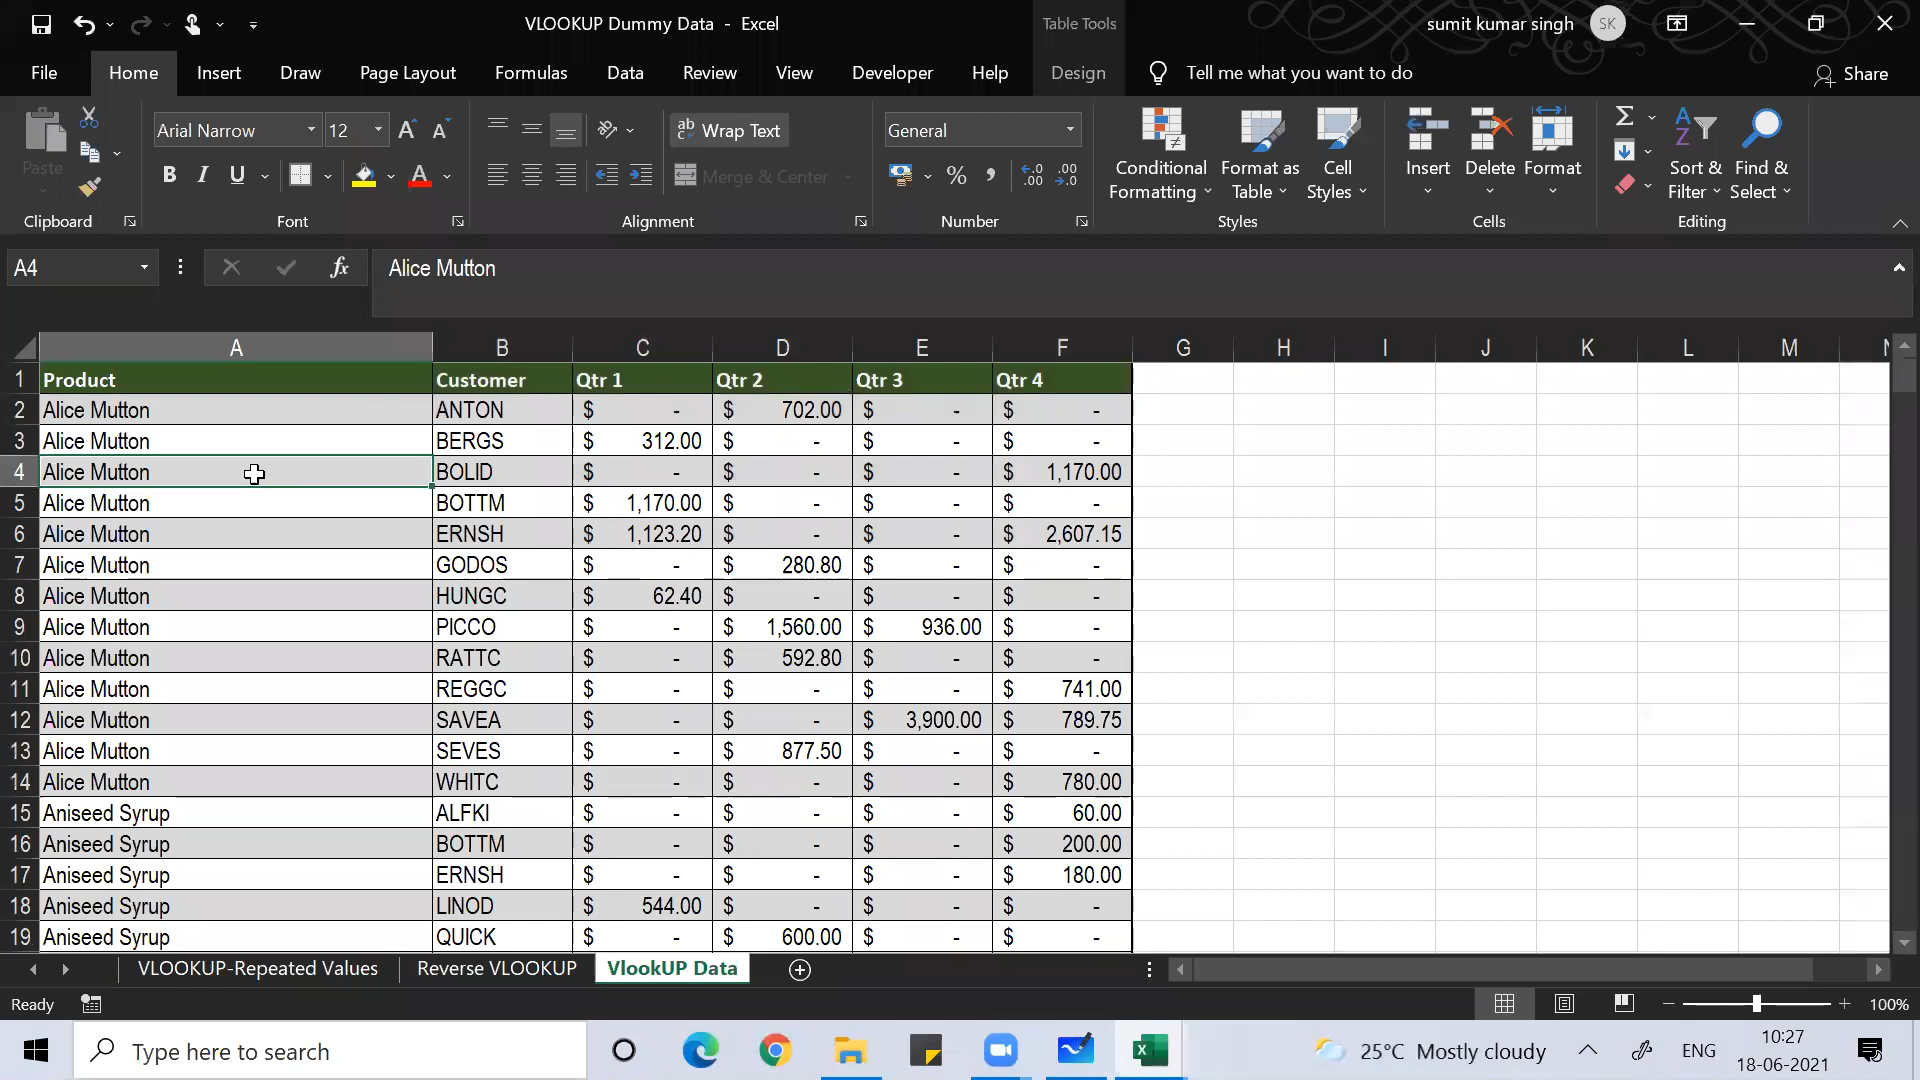 VLOOKUP Dummy Data - Excel
Table Tools
sumit kumar singh
SK
File Home Insert Draw Page Layout Formulas Data Review View Developer Help Design Tell me what you want to do Share
Paste
Arial Narrow 12
Wrap Text
General
Merge & Center
Conditional Formatting
Format as Table
Cell Styles
Insert Delete Format
Sort & Filter
Find & Select
Clipboard Font Alignment Number Styles Cells Editing
A4 fx Alice Mutton
A B C D E F G H I J K L M
1 Product Customer Qtr 1 Qtr 2 Qtr 3 Qtr 4
2 Alice Mutton ANTON $ - $ 702.00 $ - $ -
3 Alice Mutton BERGS $ 312.00 $ - $ - $ -
4 Alice Mutton BOLID $ - $ - $ - $ 1,170.00
5 Alice Mutton BOTTM $ 1,170.00 $ - $ - $ -
6 Alice Mutton ERNSH $ 1,123.20 $ - $ - $ 2,607.15
7 Alice Mutton GODOS $ - $ 280.80 $ - $ -
8 Alice Mutton HUNGC $ 62.40 $ - $ - $ -
9 Alice Mutton PICCO $ - $ 1,560.00 $ 936.00 $ -
10 Alice Mutton RATTC $ - $ 592.80 $ - $ -
11 Alice Mutton REGGC $ - $ - $ - $ 741.00
12 Alice Mutton SAVEA $ - $ - $ 3,900.00 $ 789.75
13 Alice Mutton SEVES $ - $ 877.50 $ - $ -
14 Alice Mutton WHITC $ - $ - $ - $ 780.00
15 Aniseed Syrup ALFKI $ - $ - $ - $ 60.00
16 Aniseed Syrup BOTTM $ - $ - $ - $ 200.00
17 Aniseed Syrup ERNSH $ - $ - $ - $ 180.00
18 Aniseed Syrup LINOD $ 544.00 $ - $ - $ -
19 Aniseed Syrup QUICK $ - $ 600.00 $ - $ -
VLOOKUP-Repeated Values Reverse VLOOKUP VlookUP Data
Ready 100%
Type here to search
25°C Mostly cloudy ENG
10:27
18-06-2021